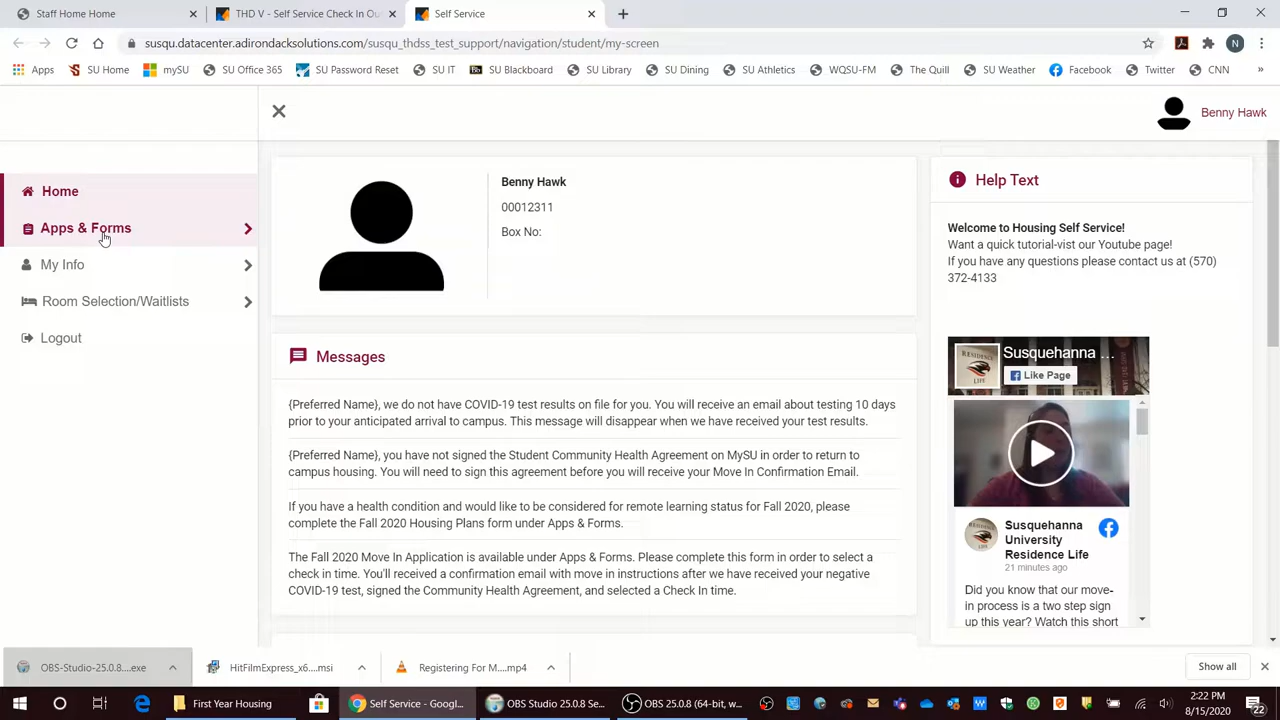 Staff Home Home
THD V - Self Service Check In Ou
Self Service
susqu.datacenter.adirondacksolutions.com/susqu_thdss_test_support/navigation/student/my-screen
N
Apps
SU Home
mySU
SU Office 365
SU Password Reset
SU IT
Bb
SU Blackboard
SU Library
SU Dining
SU Athletics
WQSU-FM
The Quill
SU Weather
Facebook
Twitter
CNN
»
Benny Hawk
Home
Apps & Forms
My Info
Room Selection/Waitlists
Logout
Benny Hawk
00012311
Box No:
Messages
{Preferred Name}, we do not have COVID-19 test results on file for you. You will receive an email about testing 10 days
prior to your anticipated arrival to campus. This message will disappear when we have received your test results.
{Preferred Name}, you have not signed the Student Community Health Agreement on MySU in order to return to
campus housing. You will need to sign this agreement before you will receive your Move In Confirmation Email.
If you have a health condition and would like to be considered for remote learning status for Fall 2020, please
complete the Fall 2020 Housing Plans form under Apps & Forms.
The Fall 2020 Move In Application is available under Apps & Forms. Please complete this form in order to select a
check in time. You'll received a confirmation email with move in instructions after we have received your negative
COVID-19 test, signed the Community Health Agreement, and selected a Check In time.
Help Text
Welcome to Housing Self Service!
Want a quick tutorial-vist our Youtube page!
If you have any questions please contact us at (570)
372-4133
RESIDENCE
LIFE
Susquehanna ...
Like Page
Susquehanna
University
Residence Life
21 minutes ago
Did you know that our move-
in process is a two step sign
up this year? Watch this short
OBS-Studio-25.0.8....exe
HitFilmExpress_x6....msi
Registering For M....mp4
Show all
First Year Housing
Self Service - Googl...
OBS Studio 25.0.8 Se...
OBS 25.0.8 (64-bit, w...
2:22 PM
8/15/2020
22